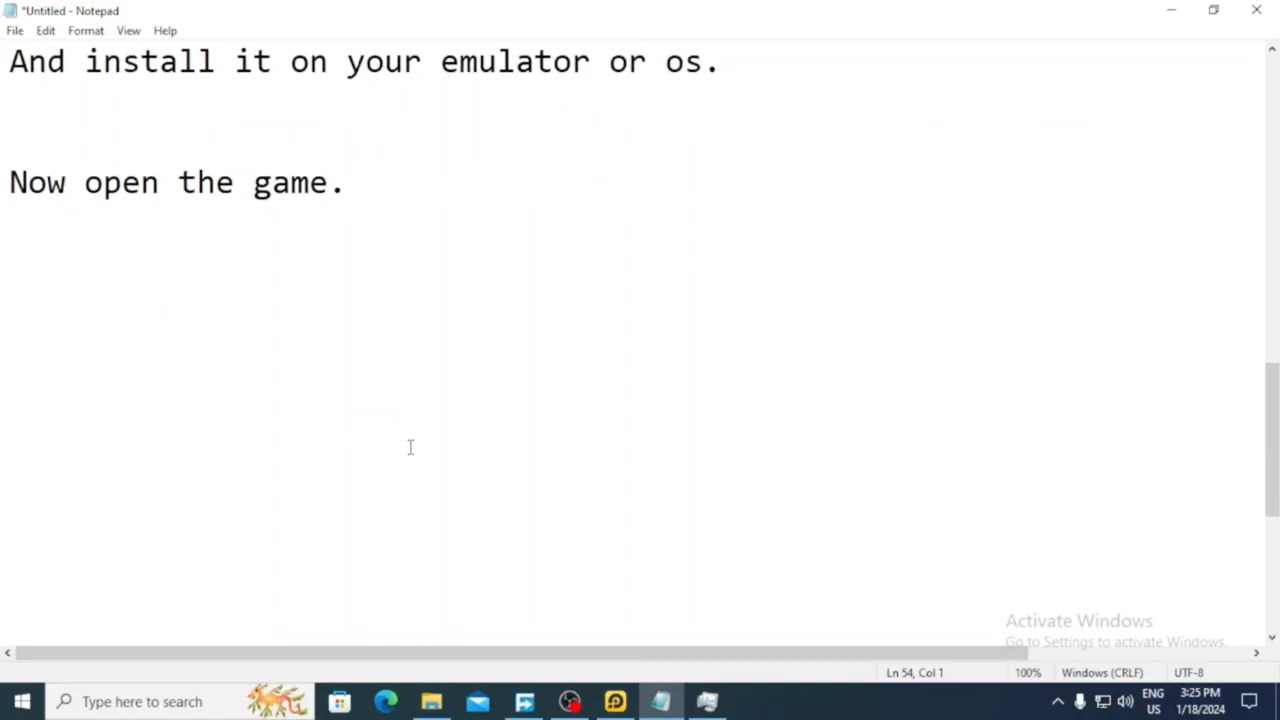 *Untitled - Notepad
File Edit Format View Help
And install it on your emulator or os.
Now open the game.
Activate Windows
Go to Settings to activate Windows.
Ln 54, Col 1 100% Windows (CRLF) UTF-8
Type here to search
ENG
US
3:25 PM
1/18/2024